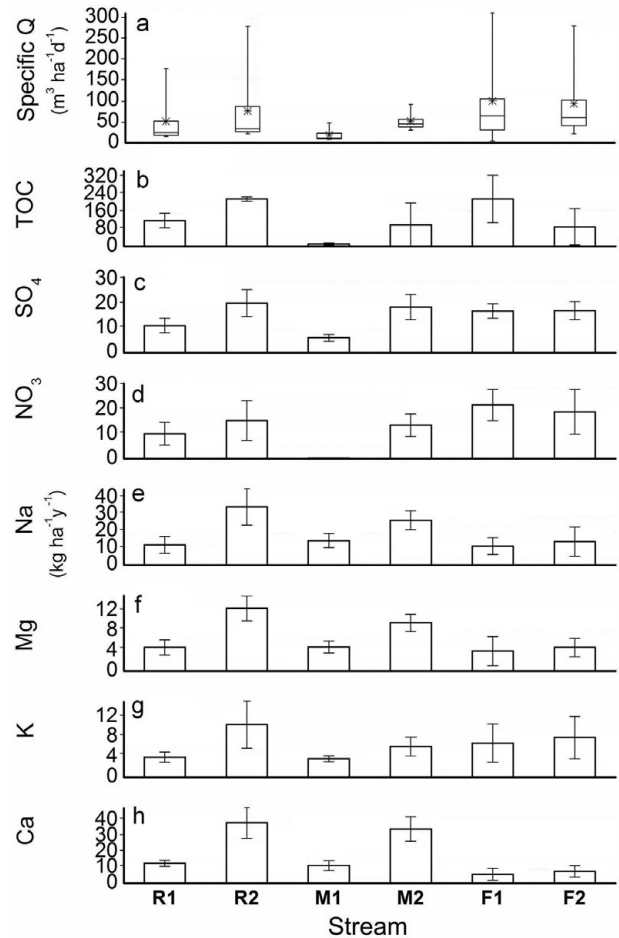 a
Specific Q
(m³ ha⁻¹d⁻¹)
300
250
200
150
100
50
0
b
TOC
320
240
160
80
0
c
SO₄
30
20
10
0
d
NO₃
30
20
10
0
e
Na
(kg ha⁻¹y⁻¹)
40
30
20
10
0
f
Mg
12
8
4
0
g
K
12
8
4
0
h
Ca
40
30
20
10
0
R1 R2 M1 M2 F1 F2
Stream